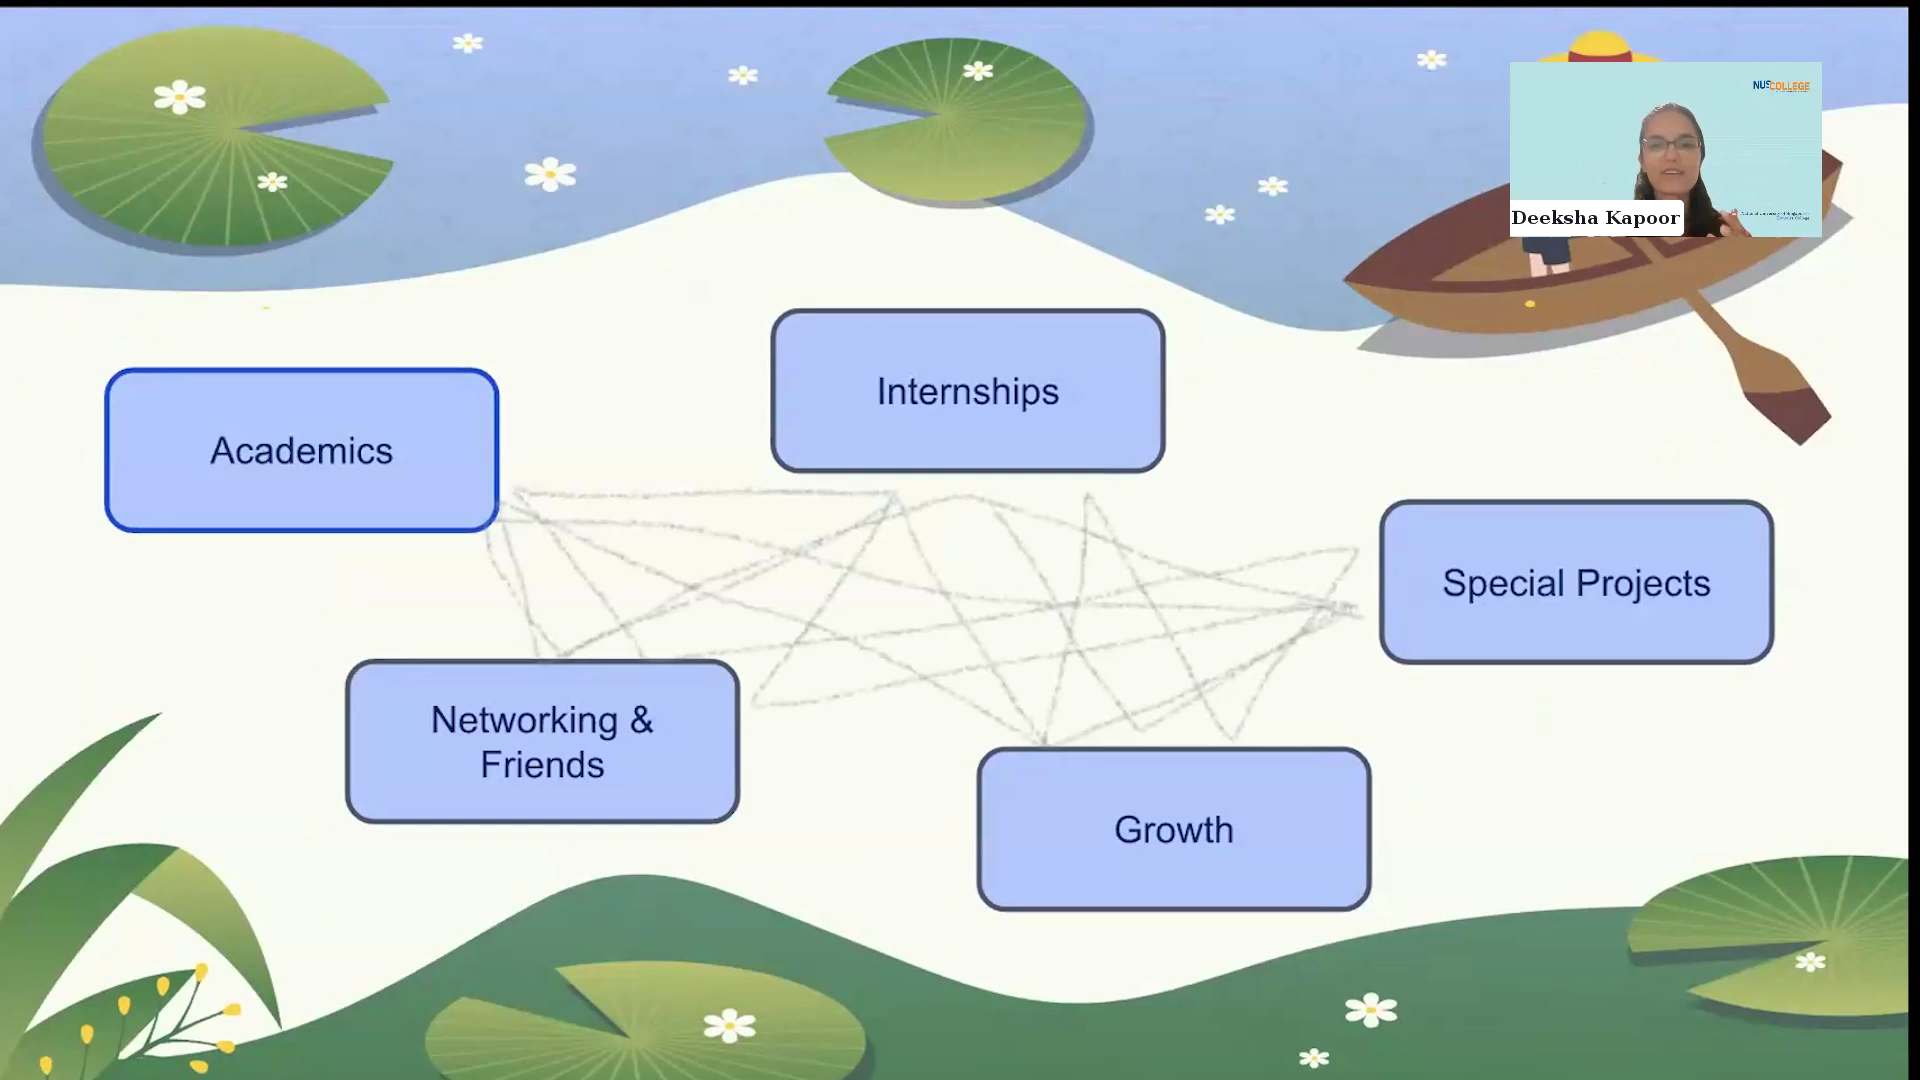 NUSCOLLEGE
Deeksha Kapoor
Internships
Academics
Special Projects
Networking &
Friends
Growth